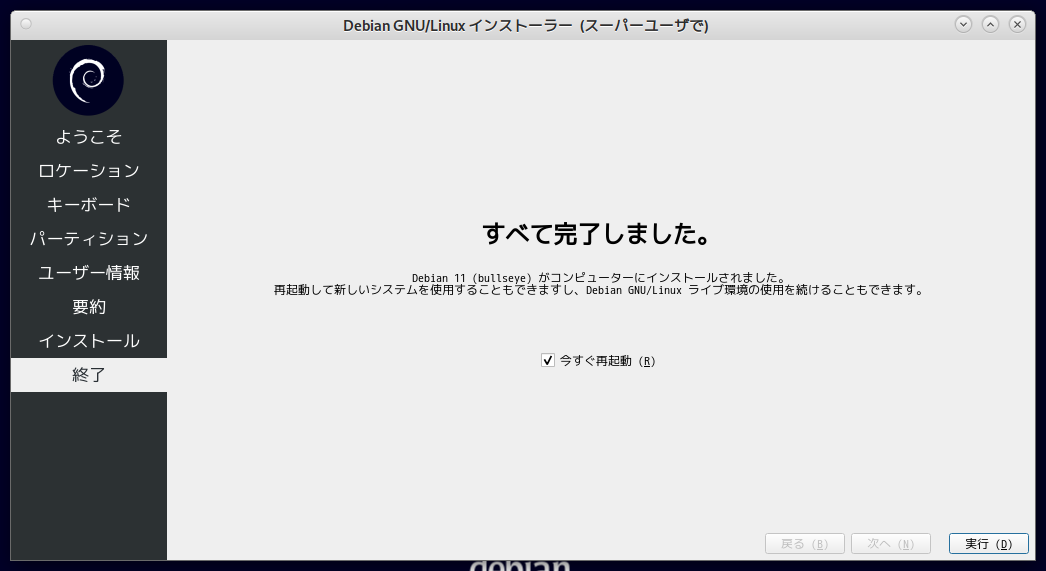 Debian GNU/Linux インストーラー (スーパーユーザで)
ようこそ
ロケーション
キーボード
パーティション
ユーザー情報
要約
インストール
終了
すべて完了しました。
Debian 11 (bullseye) がコンピューターにインストールされました。
再起動して新しいシステムを使用することもできますし、Debian GNU/Linux ライブ環境の使用を続けることもできます。
今すぐ再起動 (R)
戻る (B)
次へ (N)
実行 (D)
debian